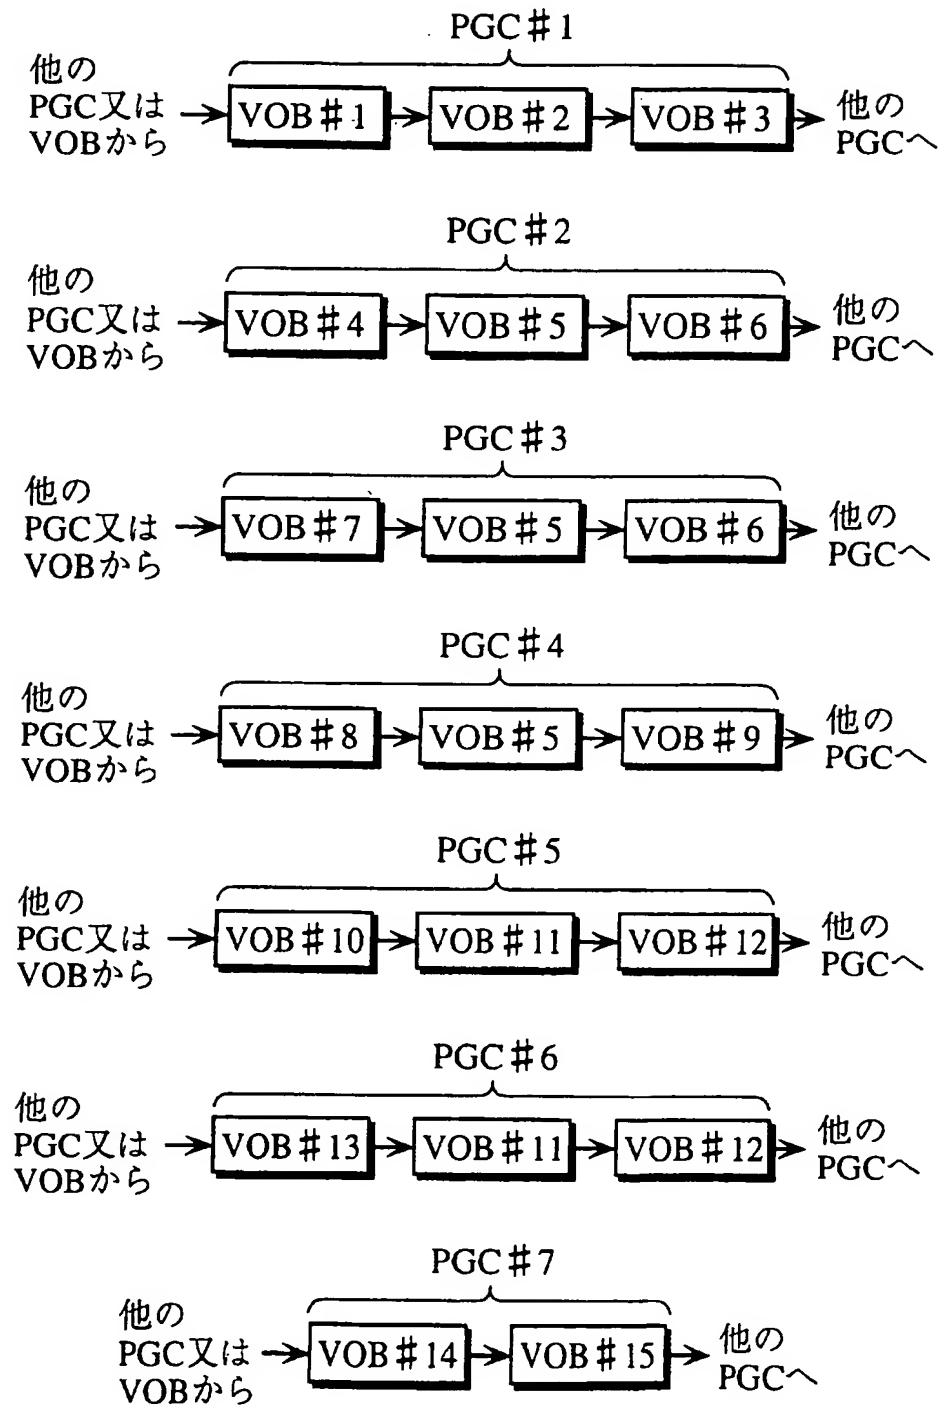 PGC＃1
他の
PGC又は
VOBから
VOB＃1
VOB＃2
VOB＃3
他の
PGCへ
PGC＃2
他の
PGC又は
VOBから
VOB＃4
VOB＃5
VOB＃6
他の
PGCへ
PGC＃3
他の
PGC又は
VOBから
VOB＃7
VOB＃5
VOB＃6
他の
PGCへ
PGC＃4
他の
PGC又は
VOBから
VOB＃8
VOB＃5
VOB＃9
他の
PGCへ
PGC＃5
他の
PGC又は
VOBから
VOB＃10
VOB＃11
VOB＃12
他の
PGCへ
PGC＃6
他の
PGC又は
VOBから
VOB＃13
VOB＃11
VOB＃12
他の
PGCへ
PGC＃7
他の
PGC又は
VOBから
VOB＃14
VOB＃15
他の
PGCへ